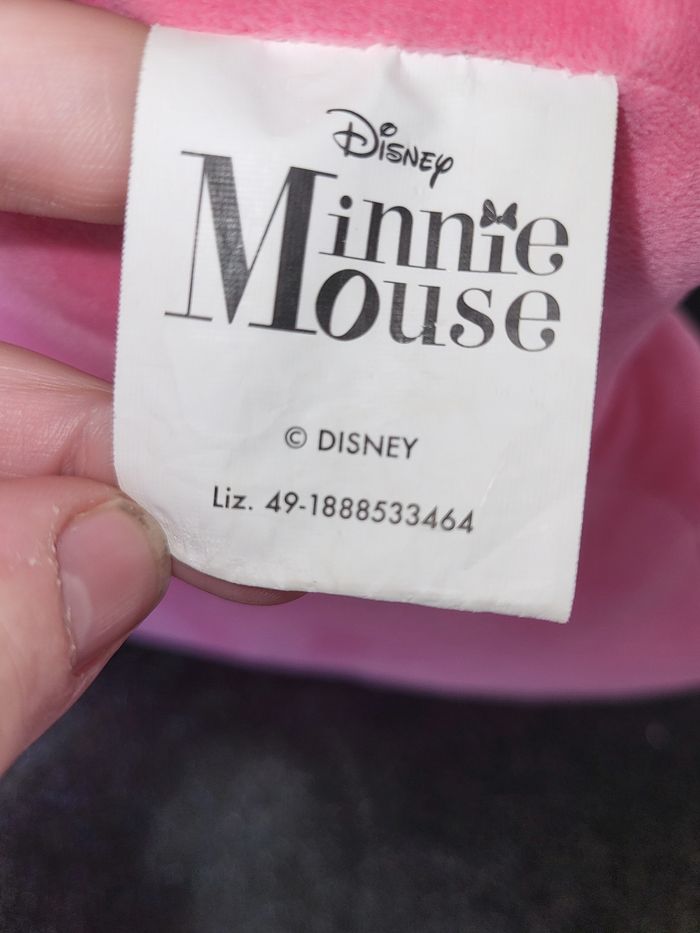 Disney
Minnie
Mouse
© DISNEY
Liz. 49-1888533464